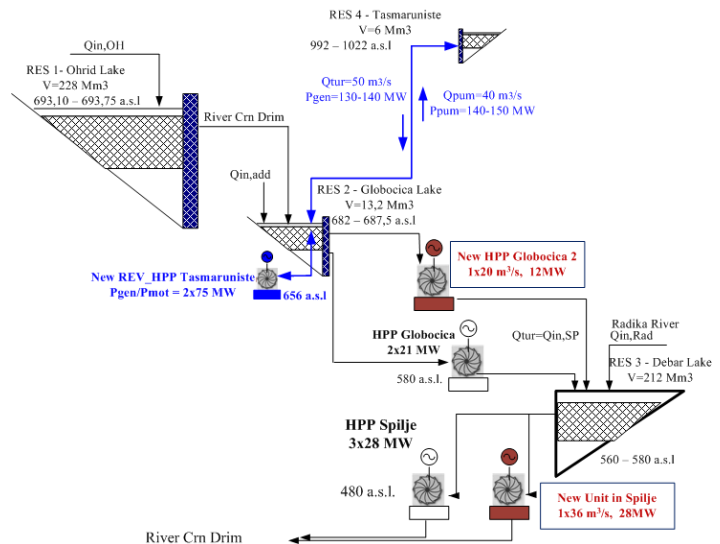 RES 4 - Tasmaruniste
V=6 Mm3
992 – 1022 a.s.l
Qin,OH
RES 1- Ohrid Lake
V=228 Mm3
693,10 – 693,75 a.s.l
Qtur=50 m3/s
Pgen=130-140 MW
Qpum=40 m3/s
Ppum=140-150 MW
River Crn Drim
Qin,add
RES 2 - Globocica Lake
V=13,2 Mm3
682 – 687,5 a.s.l
New REV_HPP Tasmaruniste
Pgen/Pmot = 2x75 MW
656 a.s.l
New HPP Globocica 2
1x20 m³/s, 12MW
HPP Globocica
2x21 MW
580 a.s.l.
Qtur=Qin,SP
Radika River
Qin,Rad
RES 3 - Debar Lake
V=212 Mm3
560 – 580 a.s.l
HPP Spilje
3x28 MW
480 a.s.l.
New Unit in Spilje
1x36 m³/s, 28MW
River Crn Drim